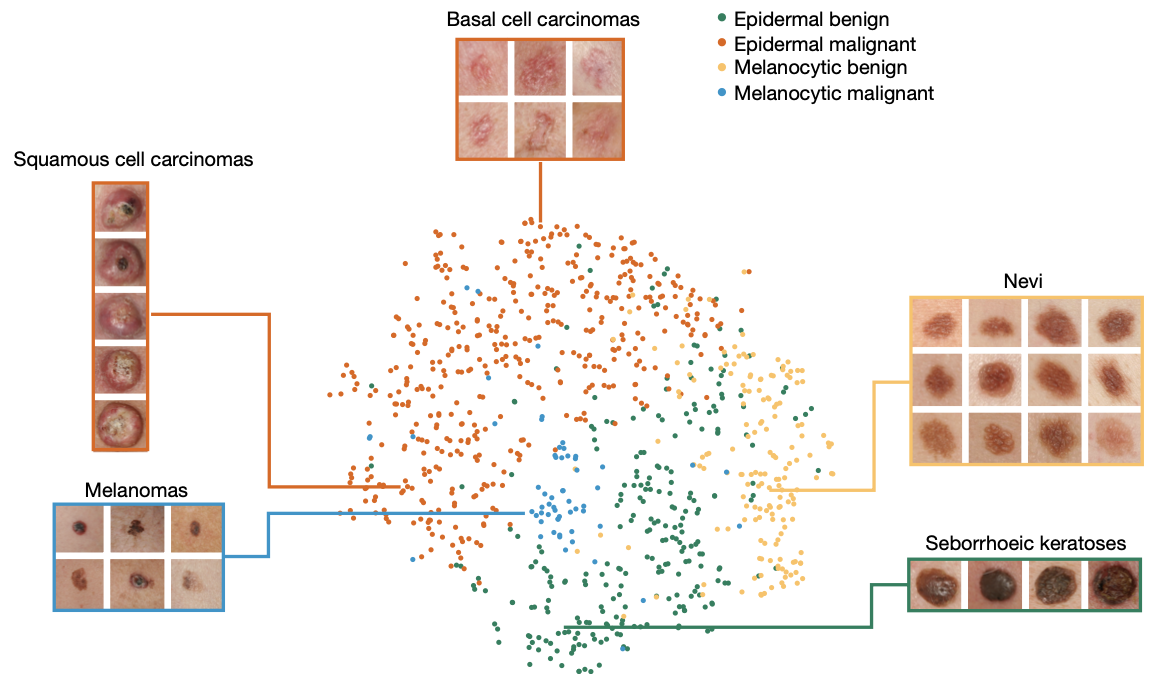 Basal cell carcinomas
Epidermal benign
Epidermal malignant
Melanocytic benign
Melanocytic malignant
Squamous cell carcinomas
Nevi
Melanomas
Seborrhoeic keratoses